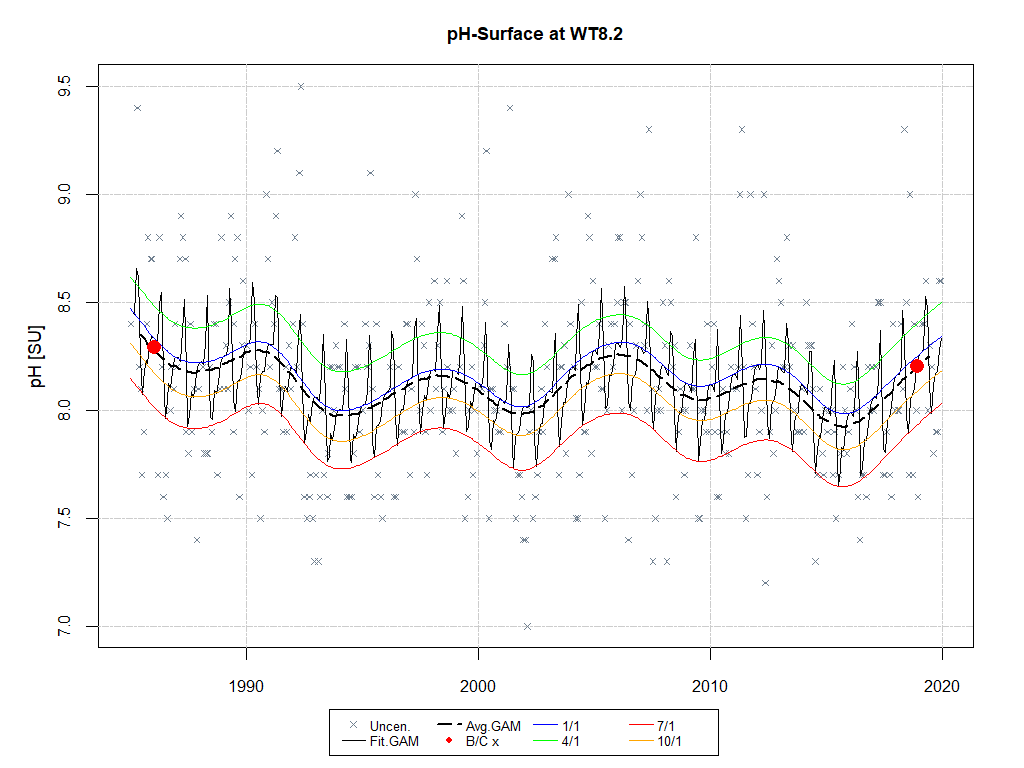 pH-Surface at WT8.2
pH [SU]
9.5
9.0
8.5
8.0
7.5
7.0
1990 2000 2010 2020
Uncen. Avg.GAM 1/1 7/1
Fit.GAM B/C x 4/1 10/1